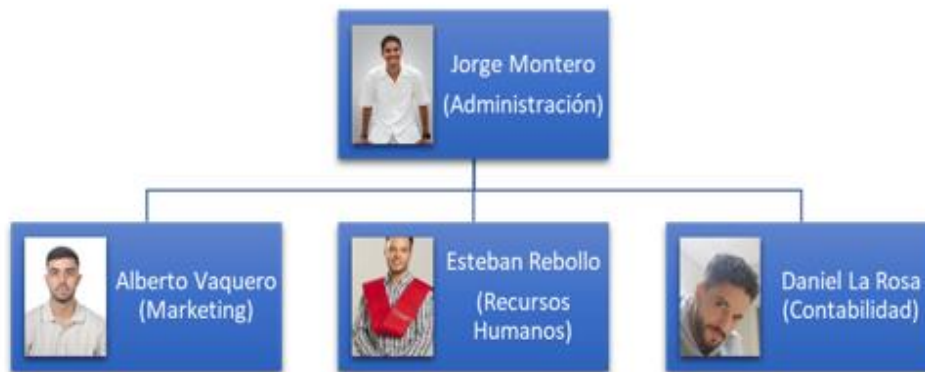 Jorge Montero
(Administración)
Alberto Vaquero
(Marketing)
Esteban Rebollo
(Recursos
Humanos)
Daniel La Rosa
(Contabilidad)